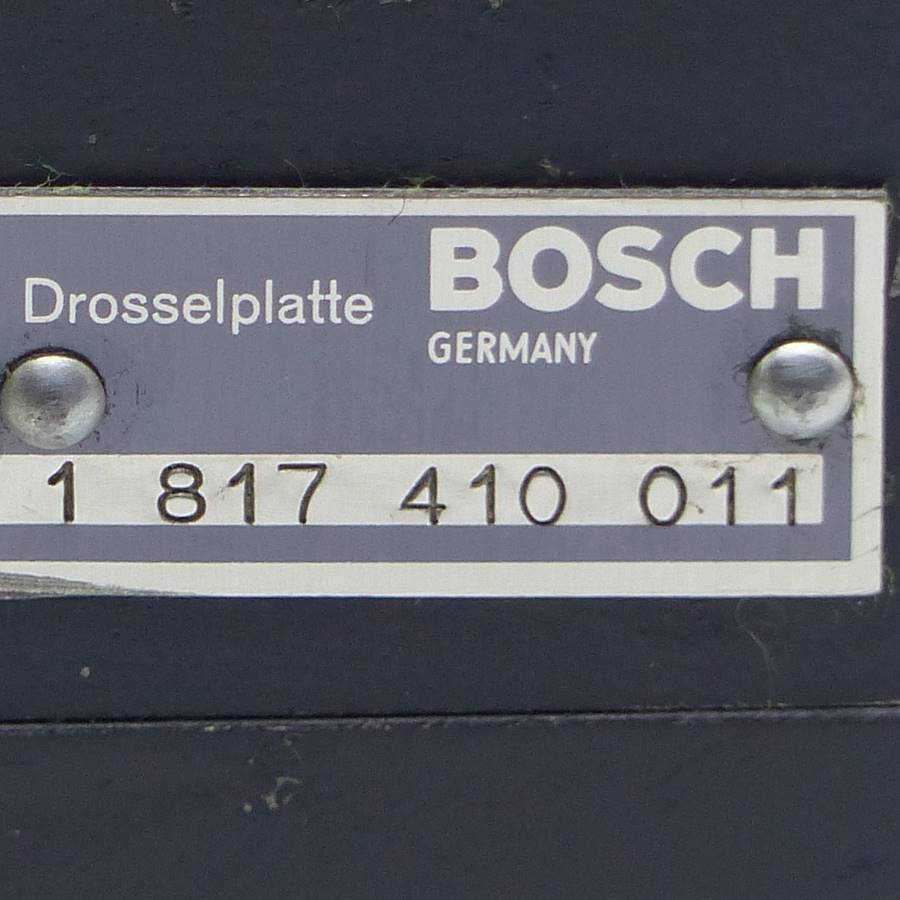 BOSCH
Drosselplatte
GERMANY
1 817 410 011